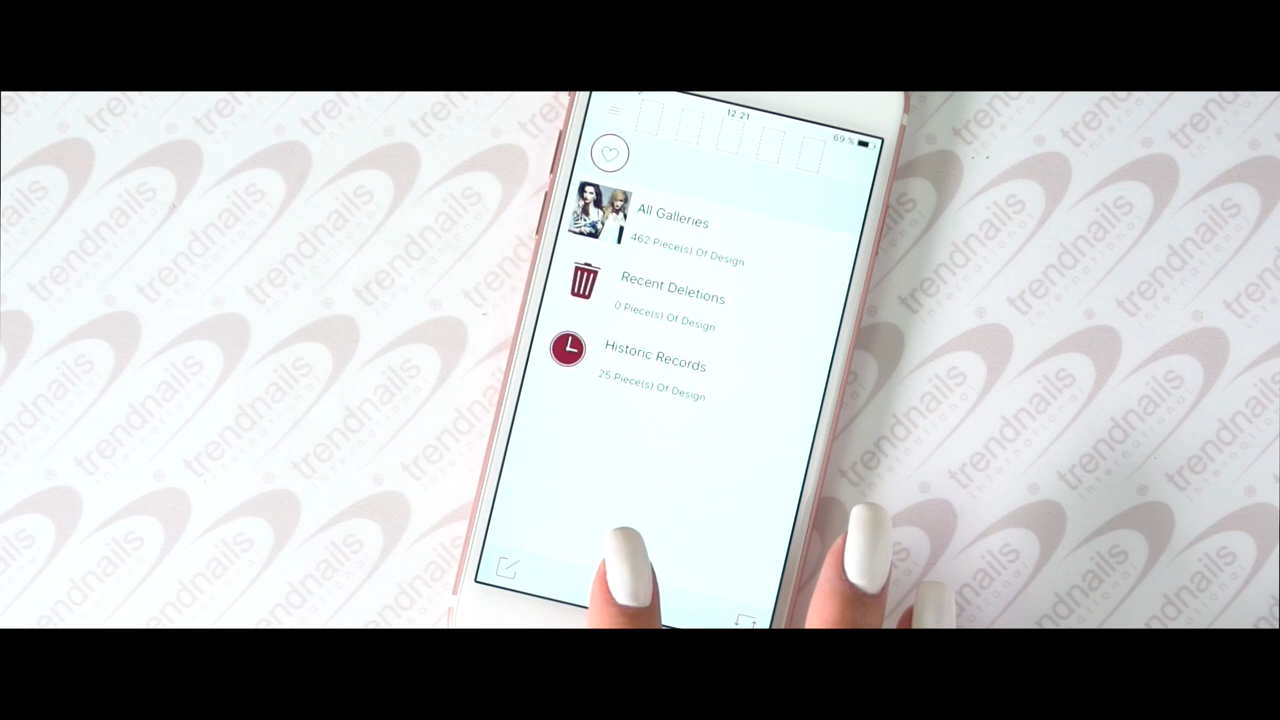 12:21
69 %
All Galleries
462 Piece(s) Of Design
Recent Deletions
0 Piece(s) Of Design
Historic Records
25 Piece(s) Of Design
trendnails
international
®